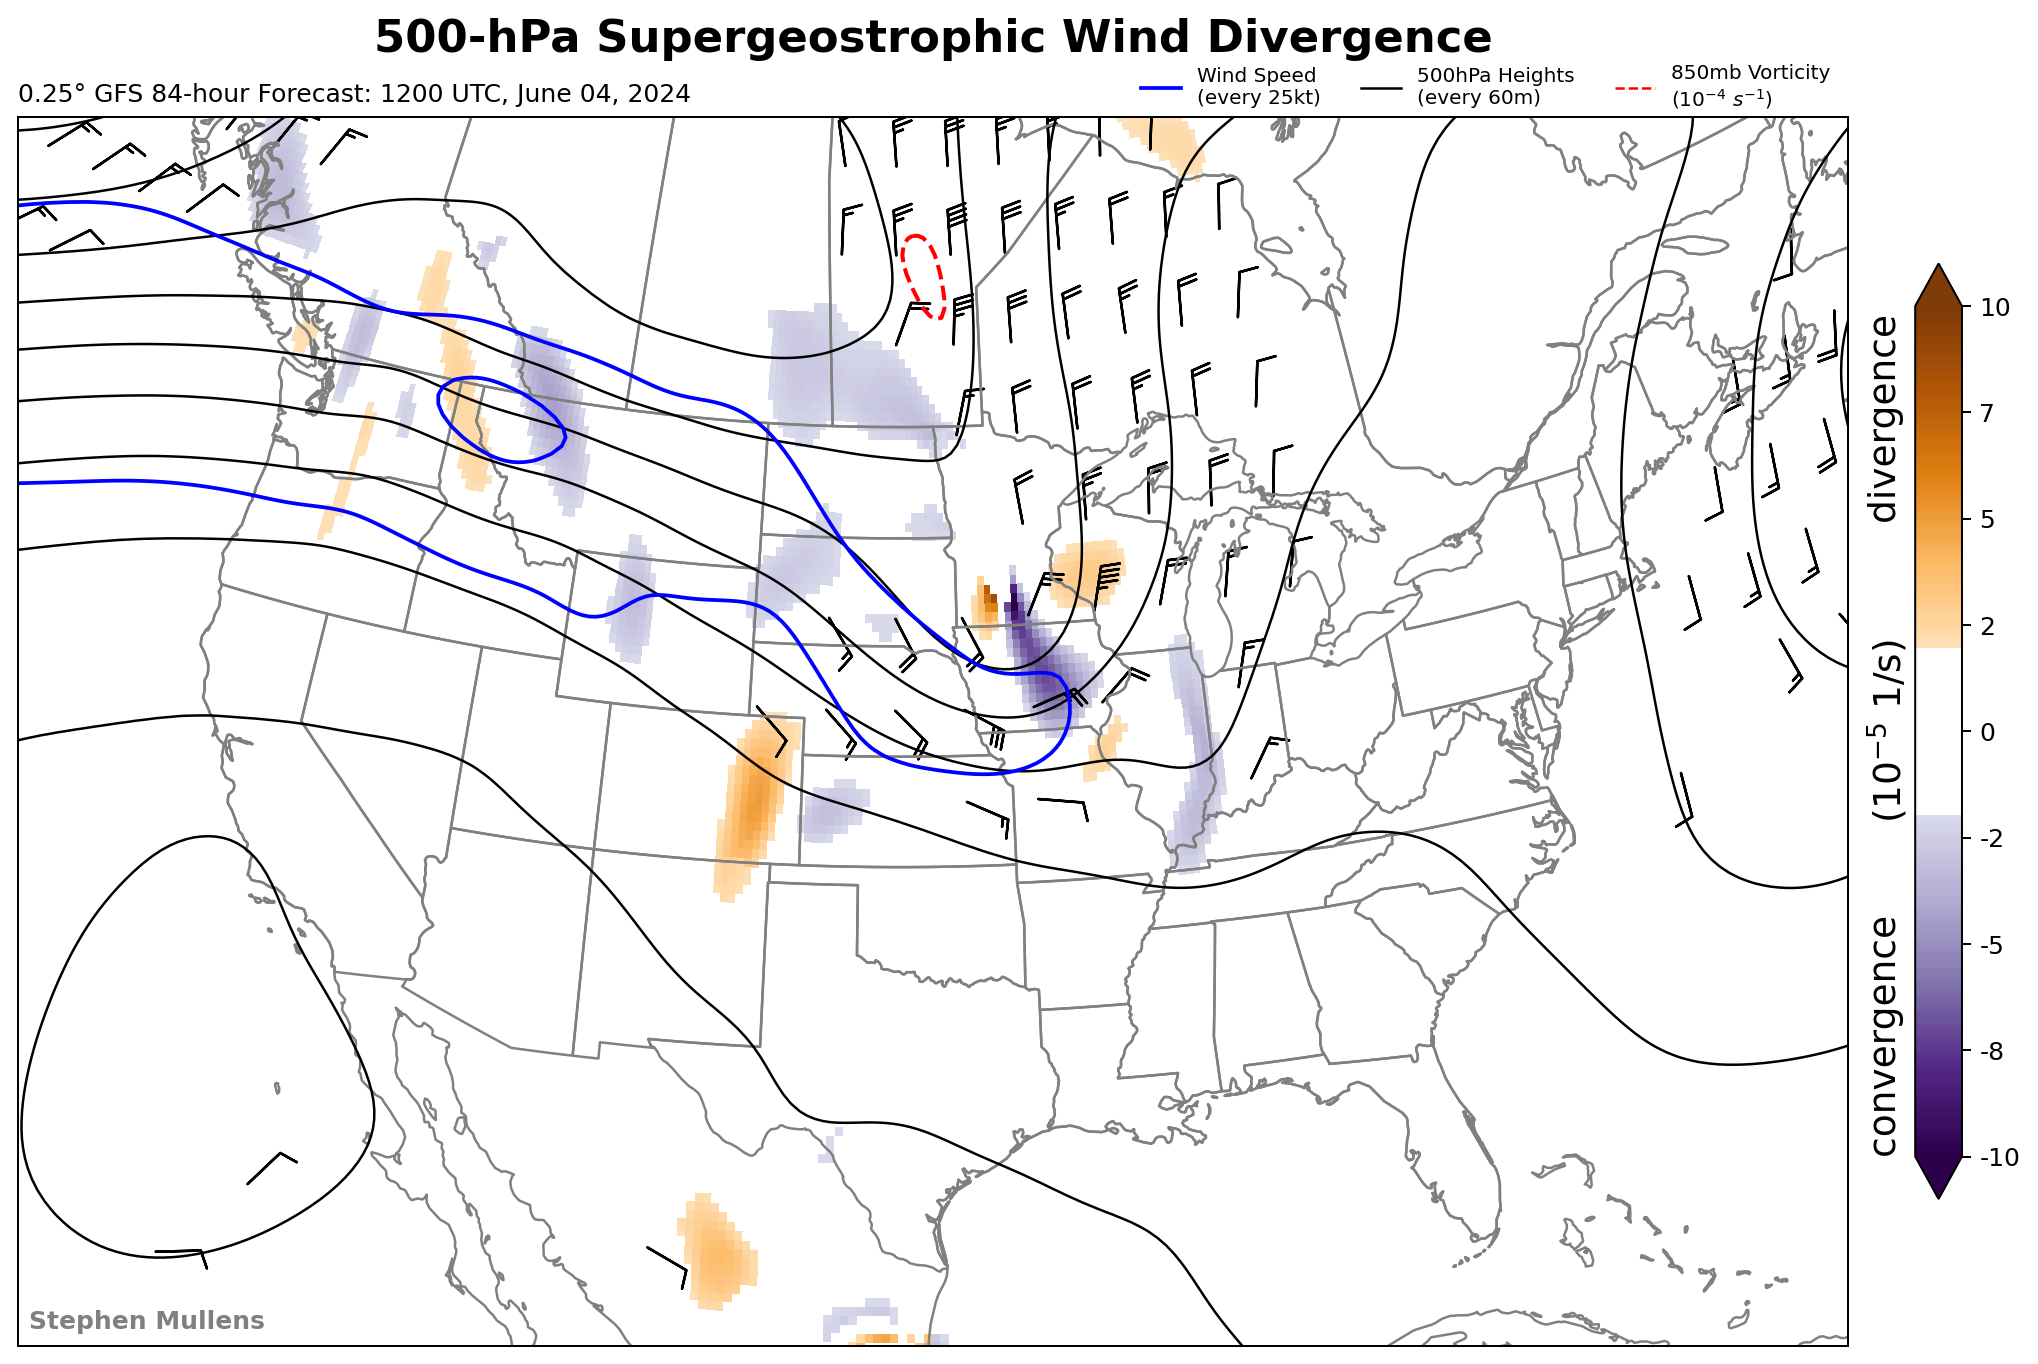 500-hPa Supergeostrophic Wind Divergence
0.25° GFS 84-hour Forecast: 1200 UTC, June 04, 2024
Wind Speed
(every 25kt)
500hPa Heights
(every 60m)
850mb Vorticity
(10⁻⁴ s⁻¹)
10
7
5
2
0
-2
-5
-8
-10
convergence (10⁻⁵ 1/s) divergence
Stephen Mullens